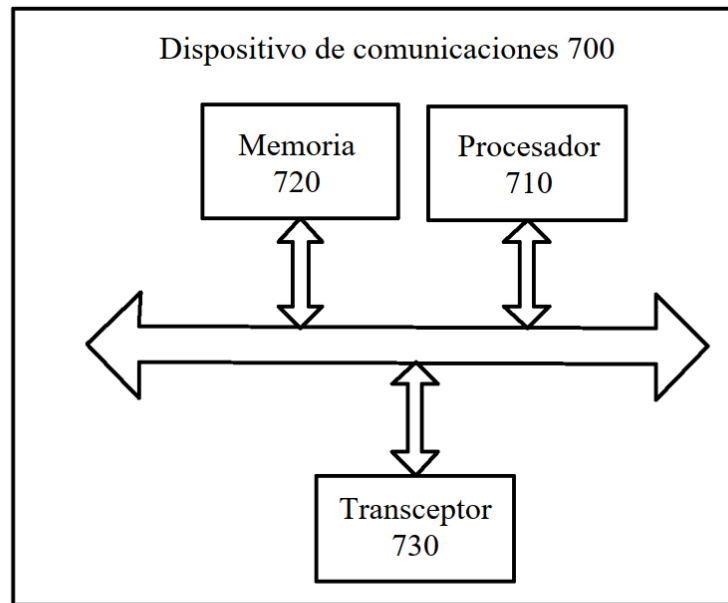 Dispositivo de comunicaciones 700
Memoria
720
Procesador
710
Transceptor
730